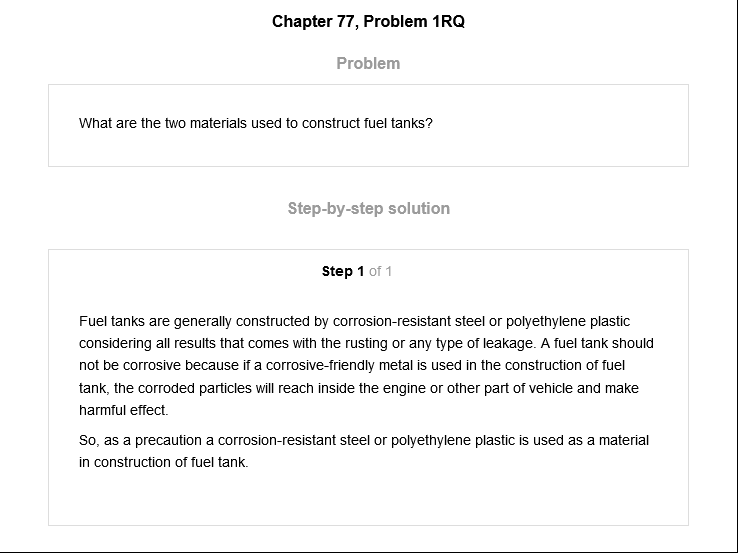 Chapter 77, Problem 1RQ
Problem
What are the two materials used to construct fuel tanks?
Step-by-step solution
Step 1 of 1
Fuel tanks are generally constructed by corrosion-resistant steel or polyethylene plastic
considering all results that comes with the rusting or any type of leakage. A fuel tank should
not be corrosive because if a corrosive-friendly metal is used in the construction of fuel
tank, the corroded particles will reach inside the engine or other part of vehicle and make
harmful effect.
So, as a precaution a corrosion-resistant steel or polyethylene plastic is used as a material
in construction of fuel tank.